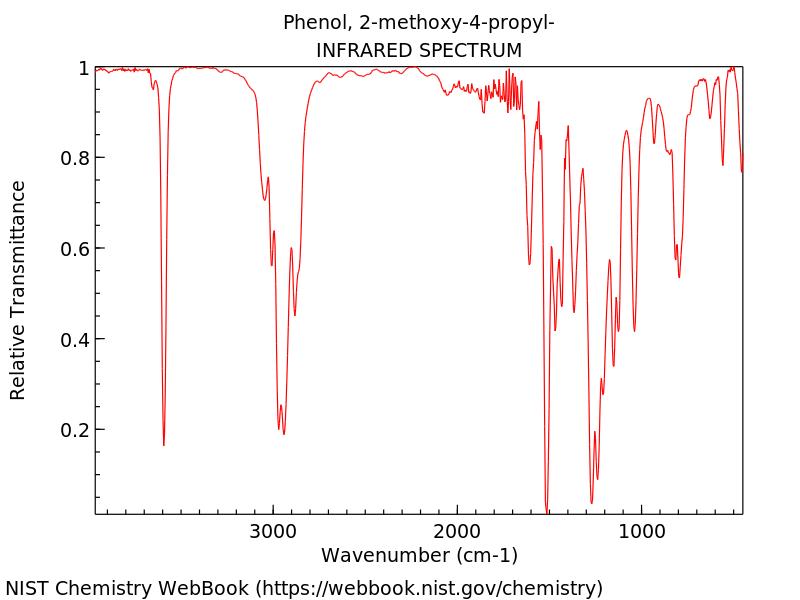 Phenol, 2-methoxy-4-propyl-
INFRARED SPECTRUM
1
0.8
0.6
0.4
0.2
Relative Transmittance
3000 2000 1000
Wavenumber (cm-1)
NIST Chemistry WebBook (https://webbook.nist.gov/chemistry)